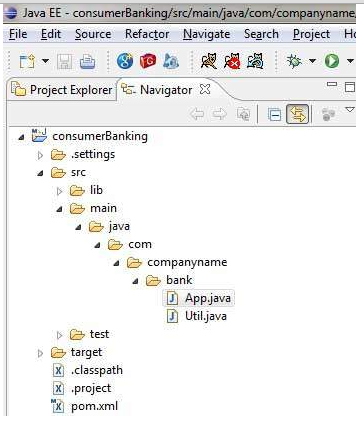 Java EE - consumerBanking/src/main/java/com/companyname
File Edit Source Refactor Navigate Search Project
Project Explorer Navigator
consumerBanking
.settings
src
lib
main
java
com
companyname
bank
App.java
Util.java
test
target
.classpath
.project
pom.xml